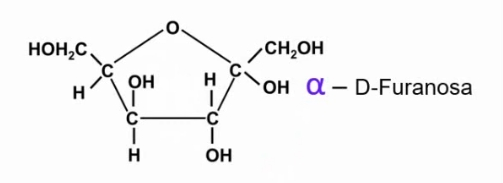 O
HOH₂C CH₂OH
C OH H C
H OH α – D-Furanosa
C C
H OH